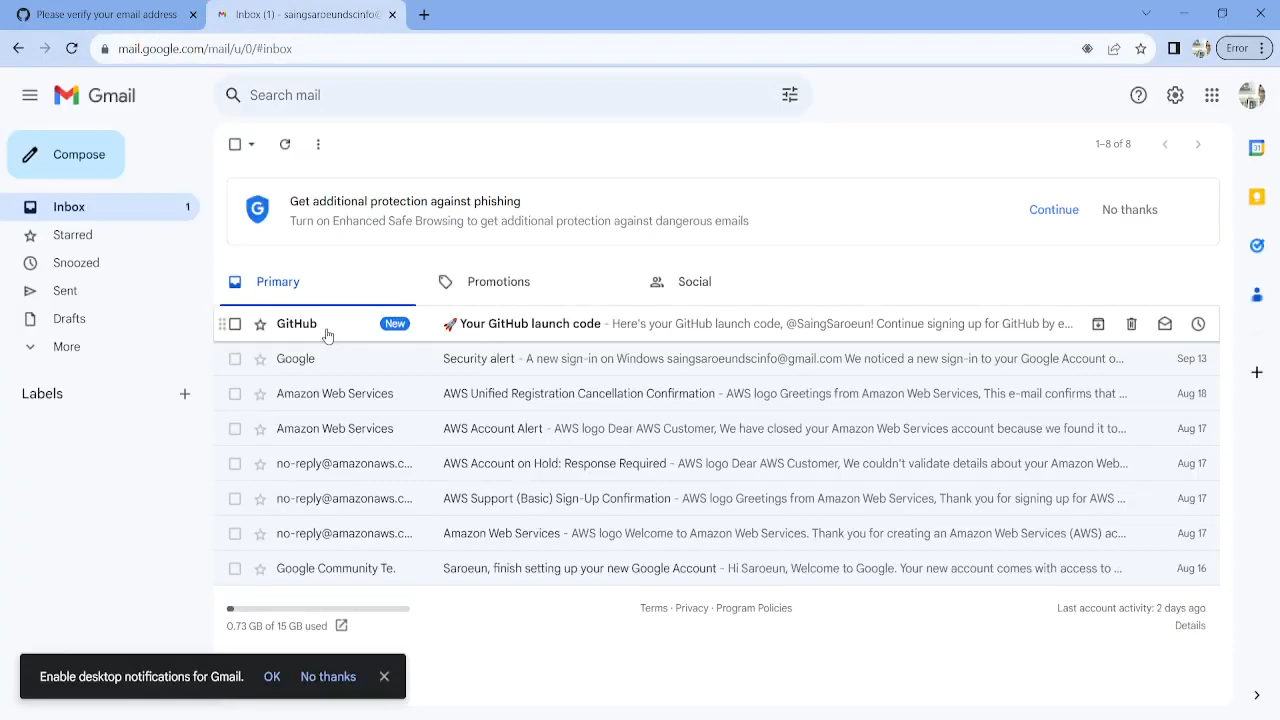 Please verify your email address
Inbox (1) - saingsaroeundscinfo@
mail.google.com/mail/u/0/#inbox
Error
Gmail
Search mail
Compose
1–8 of 8
Get additional protection against phishing
Turn on Enhanced Safe Browsing to get additional protection against dangerous emails
Continue
No thanks
Inbox 1
Starred
Snoozed
Sent
Drafts
More
Labels
Primary
Promotions
Social
GitHub New 🚀 Your GitHub launch code - Here's your GitHub launch code, @SaingSaroeun! Continue signing up for GitHub by e...
Google Security alert - A new sign-in on Windows saingsaroeundscinfo@gmail.com We noticed a new sign-in to your Google Account o... Sep 13
Amazon Web Services AWS Unified Registration Cancellation Confirmation - AWS logo Greetings from Amazon Web Services, This e-mail confirms that ... Aug 18
Amazon Web Services AWS Account Alert - AWS logo Dear AWS Customer, We have closed your Amazon Web Services account because we found it to... Aug 17
no-reply@amazonaws.c... AWS Account on Hold: Response Required - AWS logo Dear AWS Customer, We couldn't validate details about your Amazon Web... Aug 17
no-reply@amazonaws.c... AWS Support (Basic) Sign-Up Confirmation - AWS logo Greetings from Amazon Web Services, Thank you for signing up for AWS ... Aug 17
no-reply@amazonaws.c... Amazon Web Services - AWS logo Welcome to Amazon Web Services. Thank you for creating an Amazon Web Services (AWS) ac... Aug 17
Google Community Te. Saroeun, finish setting up your new Google Account - Hi Saroeun, Welcome to Google. Your new account comes with access to ... Aug 16
0.73 GB of 15 GB used
Terms · Privacy · Program Policies
Last account activity: 2 days ago
Details
Enable desktop notifications for Gmail. OK No thanks